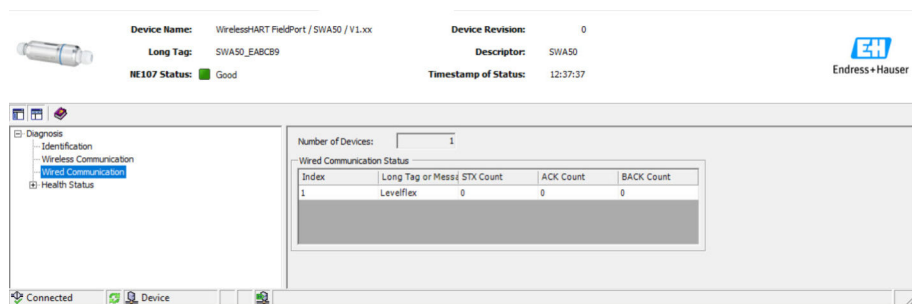 Device Name: WirelessHART FieldPort / SWA50 / V1.xx Device Revision: 0
Long Tag: SWA50_EABCB9 Descriptor: SWA50
NE107 Status: Good Timestamp of Status: 12:37:37
Endress+Hauser
Diagnosis
Identification
Wireless Communication
Wired Communication
Health Status
Number of Devices: 1
Wired Communication Status
Index Long Tag or Messa STX Count ACK Count BACK Count
1 Levelflex 0 0 0
Connected Device